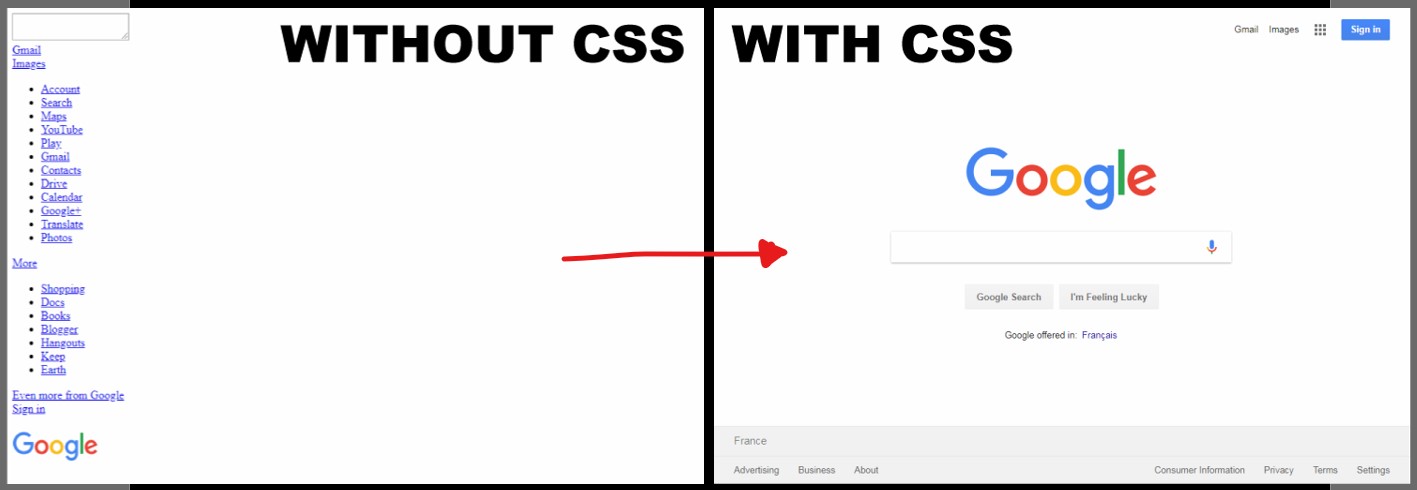 WITHOUT CSS
Gmail
Images
Account
Search
Maps
YouTube
Play
Gmail
Contacts
Drive
Calendar
Google+
Translate
Photos
More
Shopping
Docs
Books
Blogger
Hangouts
Keep
Earth
Even more from Google
Sign in
Google
WITH CSS
Gmail Images Sign in
Google
Google Search I'm Feeling Lucky
Google offered in: Français
France
Advertising Business About Consumer Information Privacy Terms Settings